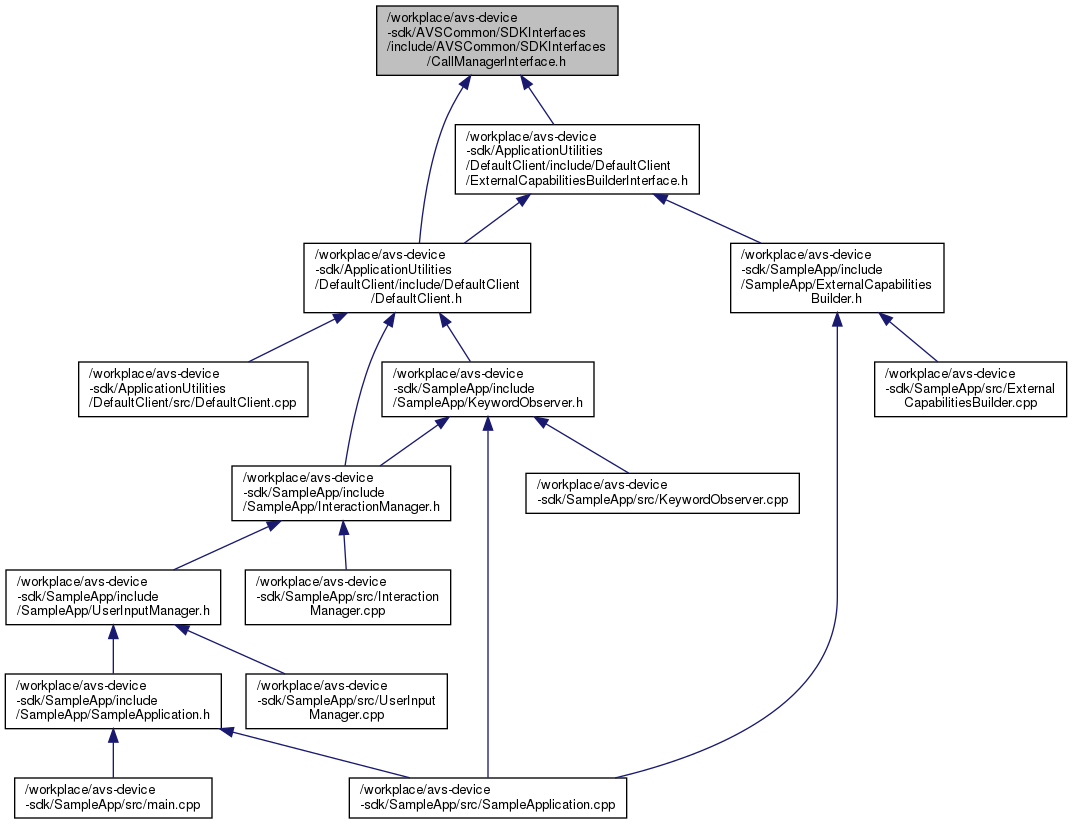 /workplace/avs-device
-sdk/AVSCommon/SDKInterfaces
/include/AVSCommon/SDKInterfaces
/CallManagerInterface.h
/workplace/avs-device
-sdk/ApplicationUtilities
/DefaultClient/include/DefaultClient
/ExternalCapabilitiesBuilderInterface.h
/workplace/avs-device
-sdk/ApplicationUtilities
/DefaultClient/include/DefaultClient
/DefaultClient.h
/workplace/avs-device
-sdk/SampleApp/include
/SampleApp/ExternalCapabilities
Builder.h
/workplace/avs-device
-sdk/ApplicationUtilities
/DefaultClient/src/DefaultClient.cpp
/workplace/avs-device
-sdk/SampleApp/include
/SampleApp/KeywordObserver.h
/workplace/avs-device
-sdk/SampleApp/src/External
CapabilitiesBuilder.cpp
/workplace/avs-device
-sdk/SampleApp/include
/SampleApp/InteractionManager.h
/workplace/avs-device
-sdk/SampleApp/src/KeywordObserver.cpp
/workplace/avs-device
-sdk/SampleApp/include
/SampleApp/UserInputManager.h
/workplace/avs-device
-sdk/SampleApp/src/Interaction
Manager.cpp
/workplace/avs-device
-sdk/SampleApp/include
/SampleApp/SampleApplication.h
/workplace/avs-device
-sdk/SampleApp/src/UserInput
Manager.cpp
/workplace/avs-device
-sdk/SampleApp/src/main.cpp
/workplace/avs-device
-sdk/SampleApp/src/SampleApplication.cpp